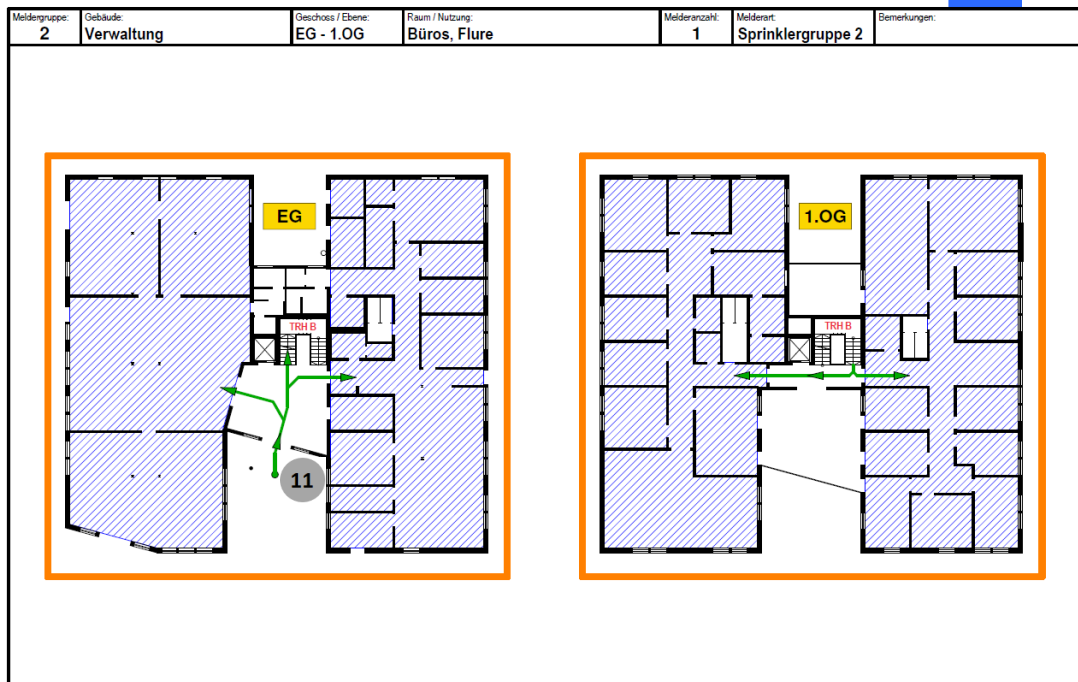 Meldergruppe: Gebäude: Geschoss / Ebene: Raum / Nutzung: Melderanzahl: Melderart: Bemerkungen:
2 Verwaltung EG - 1.OG Büros, Flure 1 Sprinklergruppe 2
EG 1.OG
TRH B TRH B
11